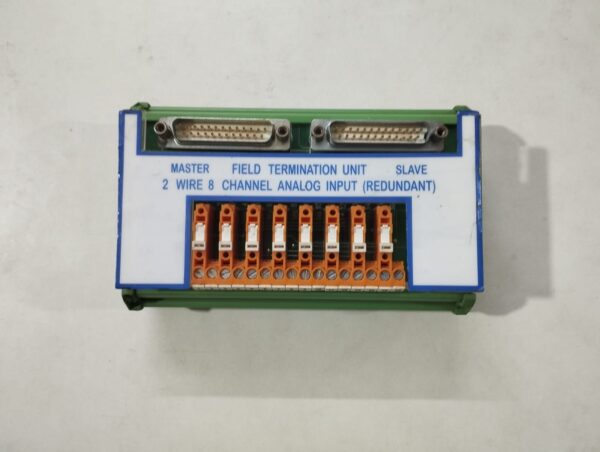 MASTER FIELD TERMINATION UNIT SLAVE
2 WIRE 8 CHANNEL ANALOG INPUT (REDUNDANT)